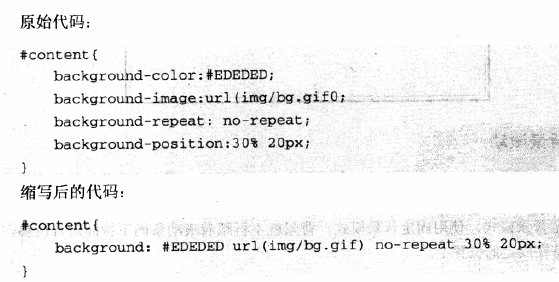 原始代码：
#content{
background-color:#EDEDED;
background-image:url(img/bg.gif0;
background-repeat: no-repeat;
background-position:30% 20px;
}
缩写后的代码：
#content{
background: #EDEDED url(img/bg.gif) no-repeat 30% 20px;
}